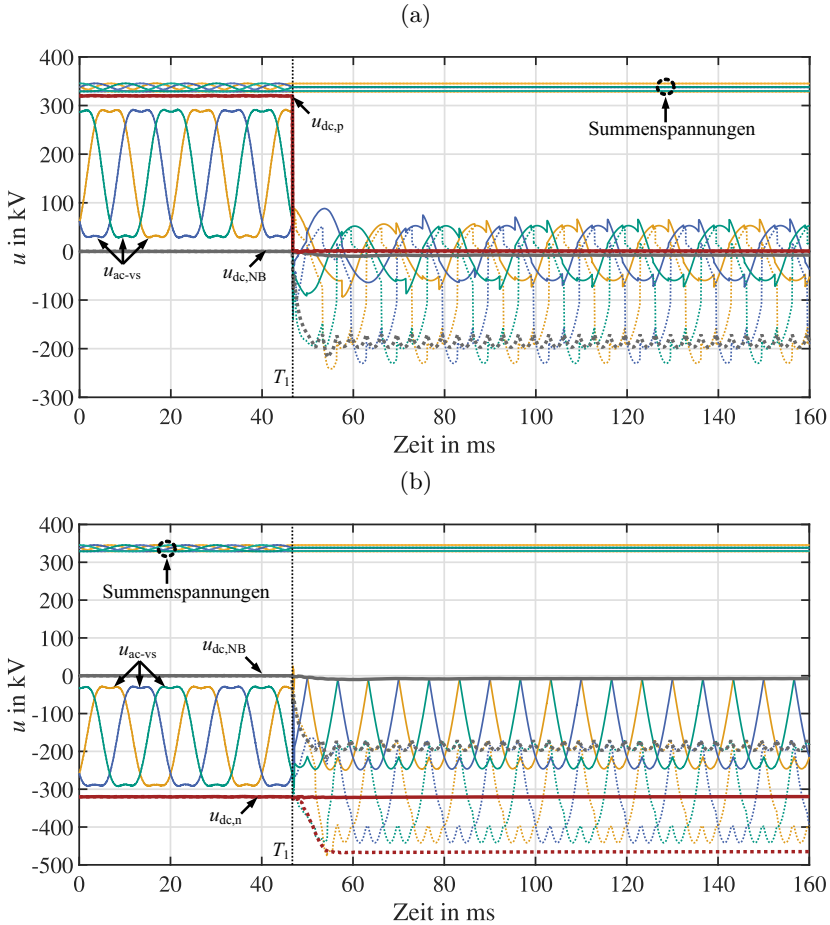 (a)
400
300
200
100
0
-100
-200
-300
u in kV
u_dc,p
Summenspannungen
u_ac-vs
u_dc,NB
T_1
0 20 40 60 80 100 120 140 160
Zeit in ms
(b)
400
300
200
100
0
-100
-200
-300
-400
-500
u in kV
Summenspannungen
u_ac-vs
u_dc,NB
u_dc,n
T_1
0 20 40 60 80 100 120 140 160
Zeit in ms